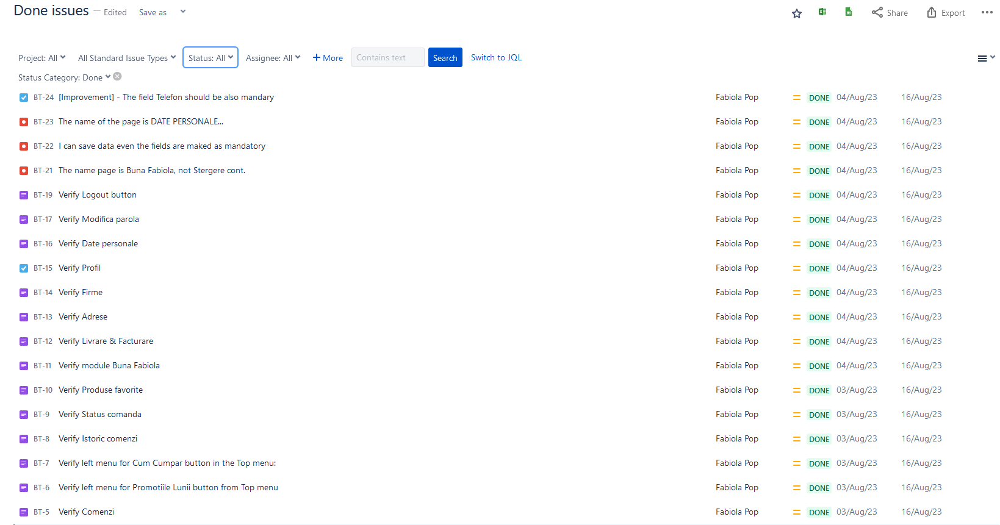 Done issues — Edited Save as
Share Export
Project: All All Standard Issue Types Status: All Assignee: All + More Contains text Search Switch to JQL
Status Category: Done
BT-24 [Improvement] - The field Telefon should be also mandary Fabiola Pop DONE 04/Aug/23 16/Aug/23
BT-23 The name of the page is DATE PERSONALE... Fabiola Pop DONE 04/Aug/23 16/Aug/23
BT-22 I can save data even the fields are maked as mandatory Fabiola Pop DONE 04/Aug/23 16/Aug/23
BT-21 The name page is Buna Fabiola, not Stergere cont. Fabiola Pop DONE 04/Aug/23 16/Aug/23
BT-19 Verify Logout button Fabiola Pop DONE 04/Aug/23 16/Aug/23
BT-17 Verify Modifica parola Fabiola Pop DONE 04/Aug/23 16/Aug/23
BT-16 Verify Date personale Fabiola Pop DONE 04/Aug/23 16/Aug/23
BT-15 Verify Profil Fabiola Pop DONE 04/Aug/23 16/Aug/23
BT-14 Verify Firme Fabiola Pop DONE 04/Aug/23 16/Aug/23
BT-13 Verify Adrese Fabiola Pop DONE 04/Aug/23 16/Aug/23
BT-12 Verify Livrare & Facturare Fabiola Pop DONE 04/Aug/23 16/Aug/23
BT-11 Verify module Buna Fabiola Fabiola Pop DONE 04/Aug/23 16/Aug/23
BT-10 Verify Produse favorite Fabiola Pop DONE 03/Aug/23 16/Aug/23
BT-9 Verify Status comanda Fabiola Pop DONE 03/Aug/23 16/Aug/23
BT-8 Verify Istoric comenzi Fabiola Pop DONE 03/Aug/23 16/Aug/23
BT-7 Verify left menu for Cum Cumpar button in the Top menu: Fabiola Pop DONE 03/Aug/23 16/Aug/23
BT-6 Verify left menu for Promotiile Lunii button from Top menu Fabiola Pop DONE 03/Aug/23 16/Aug/23
BT-5 Verify Comenzi Fabiola Pop DONE 03/Aug/23 16/Aug/23